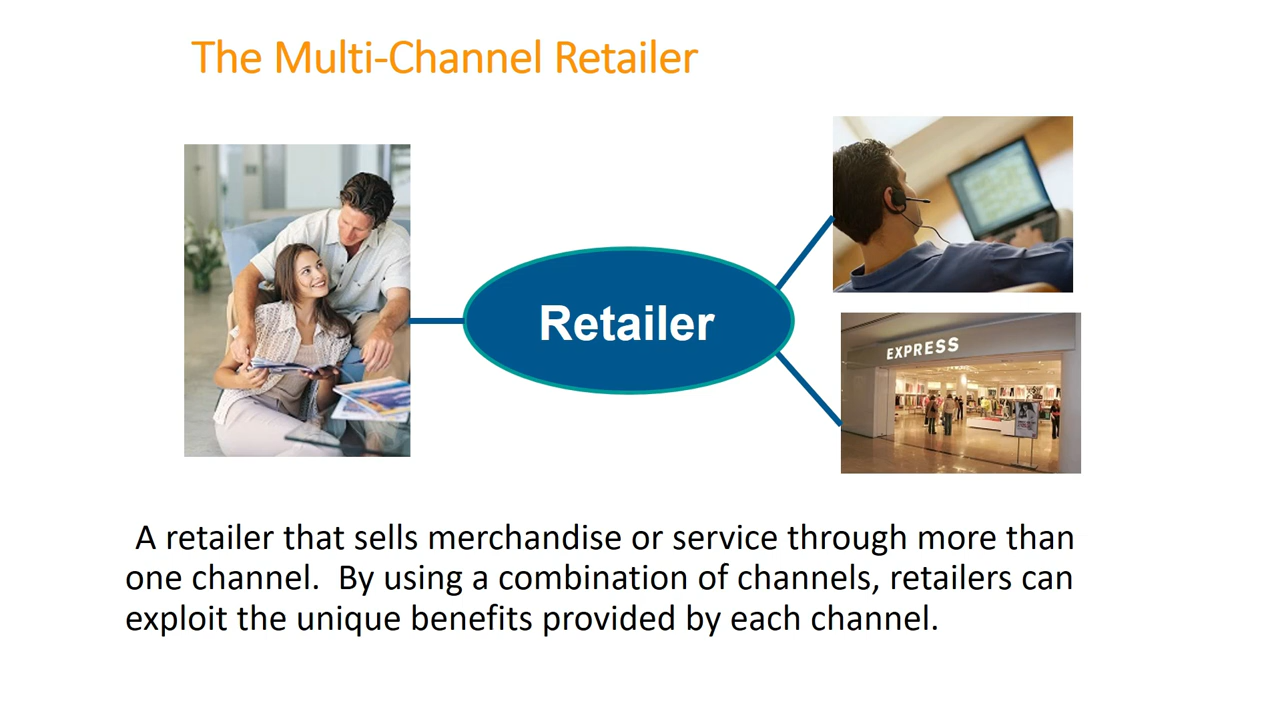 The Multi-Channel Retailer
Retailer
EXPRESS
A retailer that sells merchandise or service through more than
one channel.  By using a combination of channels, retailers can
exploit the unique benefits provided by each channel.